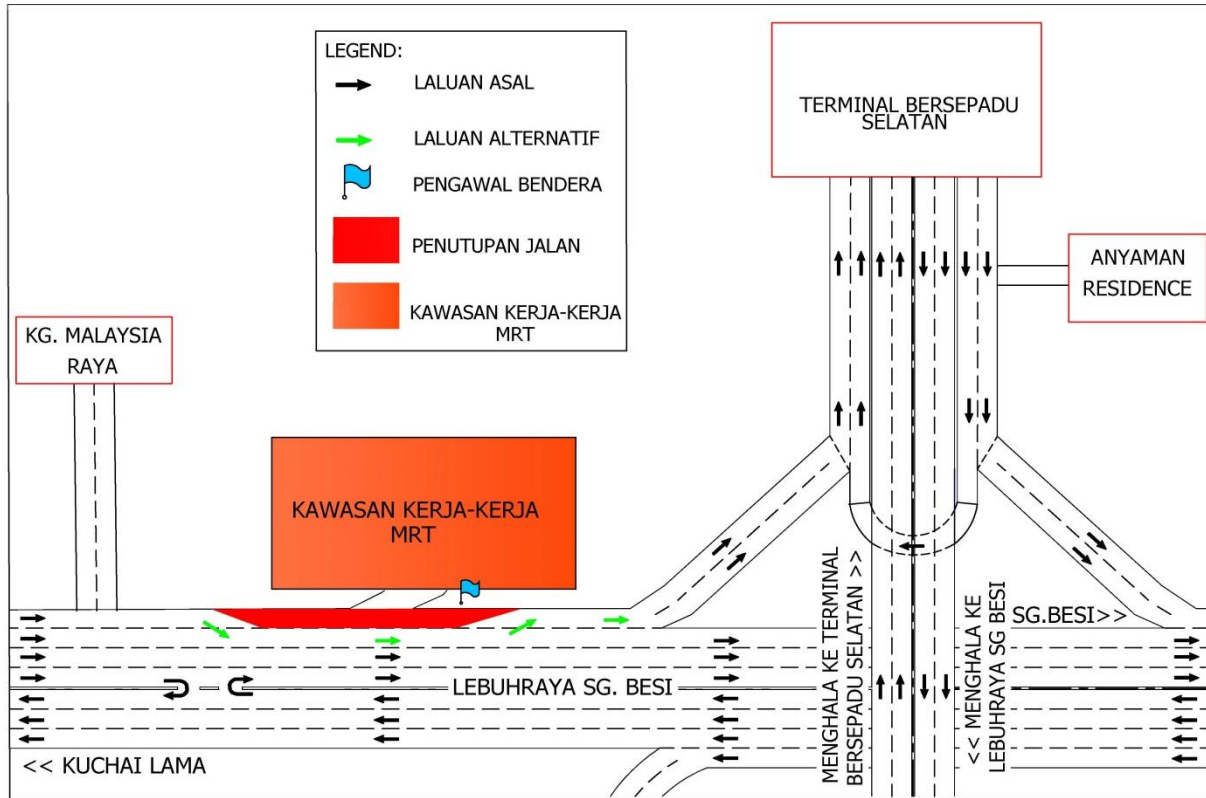 LEGEND:
LALUAN ASAL
LALUAN ALTERNATIF
PENGAWAL BENDERA
PENUTUPAN JALAN
KAWASAN KERJA-KERJA
MRT
TERMINAL BERSEPADU
SELATAN
ANYAMAN
RESIDENCE
KG. MALAYSIA
RAYA
KAWASAN KERJA-KERJA
MRT
MENGHALA KE TERMINAL
BERSEPADU SELATAN >>
<< MENGHALA KE
LEBUHRAYA SG BESI
SG.BESI>>
LEBUHRAYA SG. BESI
<< KUCHAI LAMA